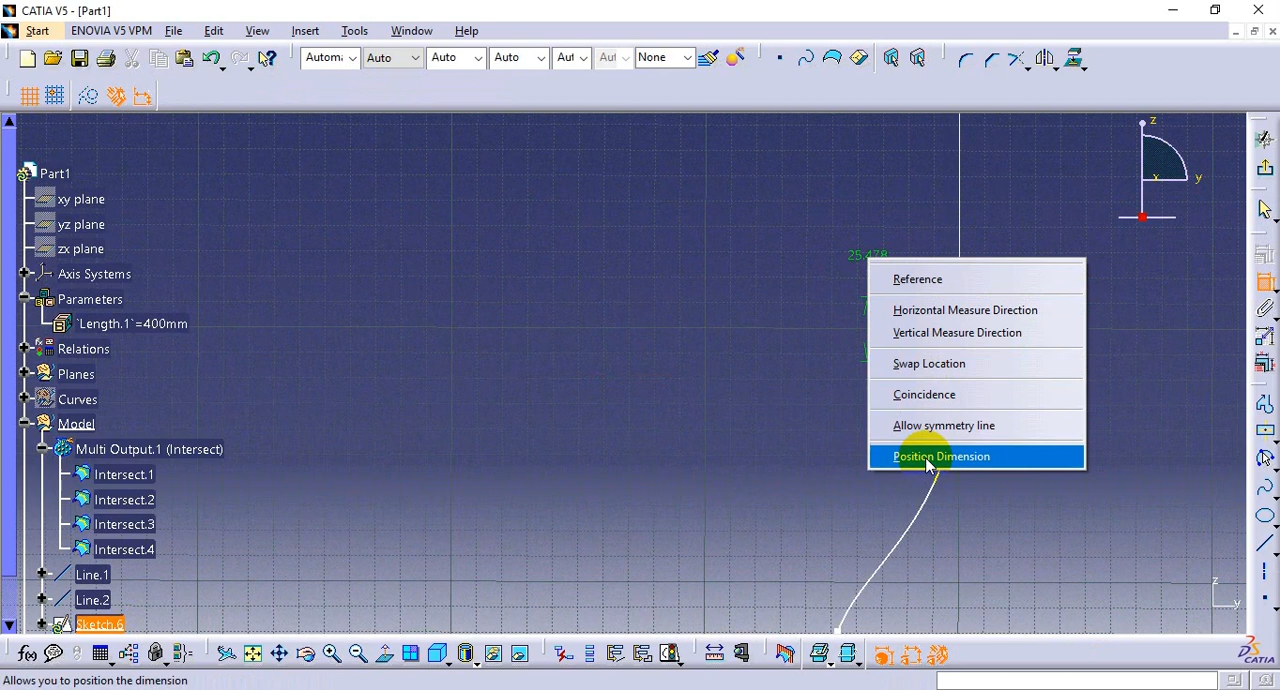 CATIA V5 - [Part1]
Start ENOVIA V5 VPM File Edit View Insert Tools Window Help
Automa Auto Auto Auto Aut Aut None
Part1
xy plane
yz plane
zx plane
Axis Systems
Parameters
`Length.1`=400mm
Relations
Planes
Curves
Model
Multi Output.1 (Intersect)
Intersect.1
Intersect.2
Intersect.3
Intersect.4
Line.1
Line.2
Sketch.6
z
x y
25.478
Reference
Horizontal Measure Direction
Vertical Measure Direction
Swap Location
Coincidence
Allow symmetry line
Position Dimension
z
y
CATIA
Allows you to position the dimension